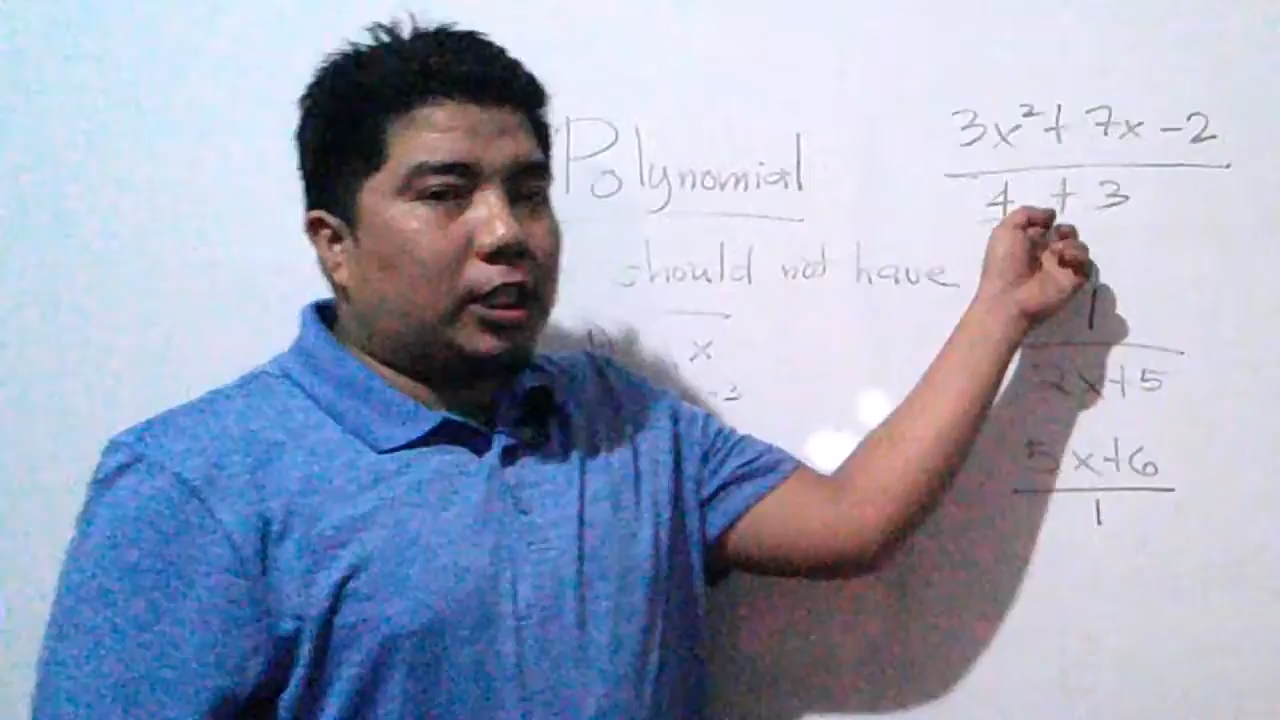 Polynomial
should not have
x
3x²+ 7x -2
4 + 3
1
2x+5
5x+6
1